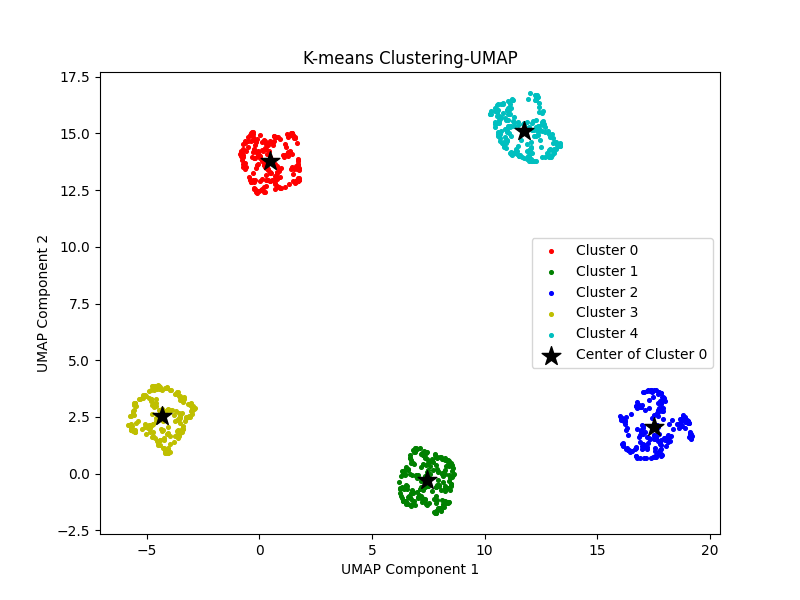 K-means Clustering-UMAP
17.5
15.0
12.5
10.0
7.5
5.0
2.5
0.0
−2.5
UMAP Component 2
Cluster 0
Cluster 1
Cluster 2
Cluster 3
Cluster 4
Center of Cluster 0
−5 0 5 10 15 20
UMAP Component 1